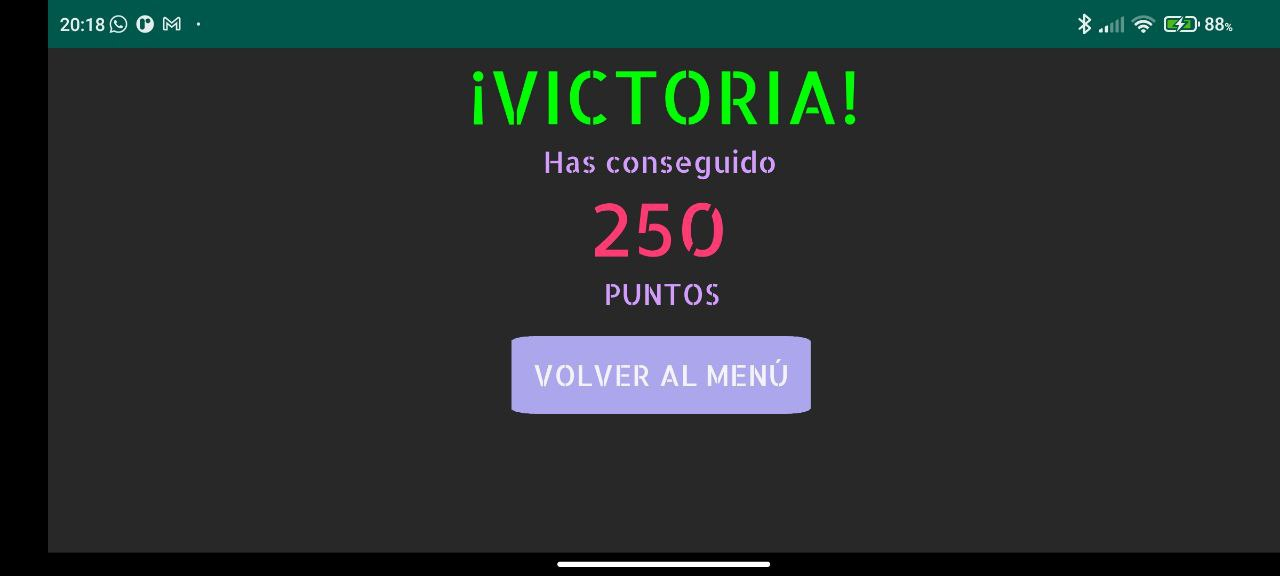 20:18 88%
¡VICTORIA!
Has conseguido
250
PUNTOS
VOLVER AL MENÚ